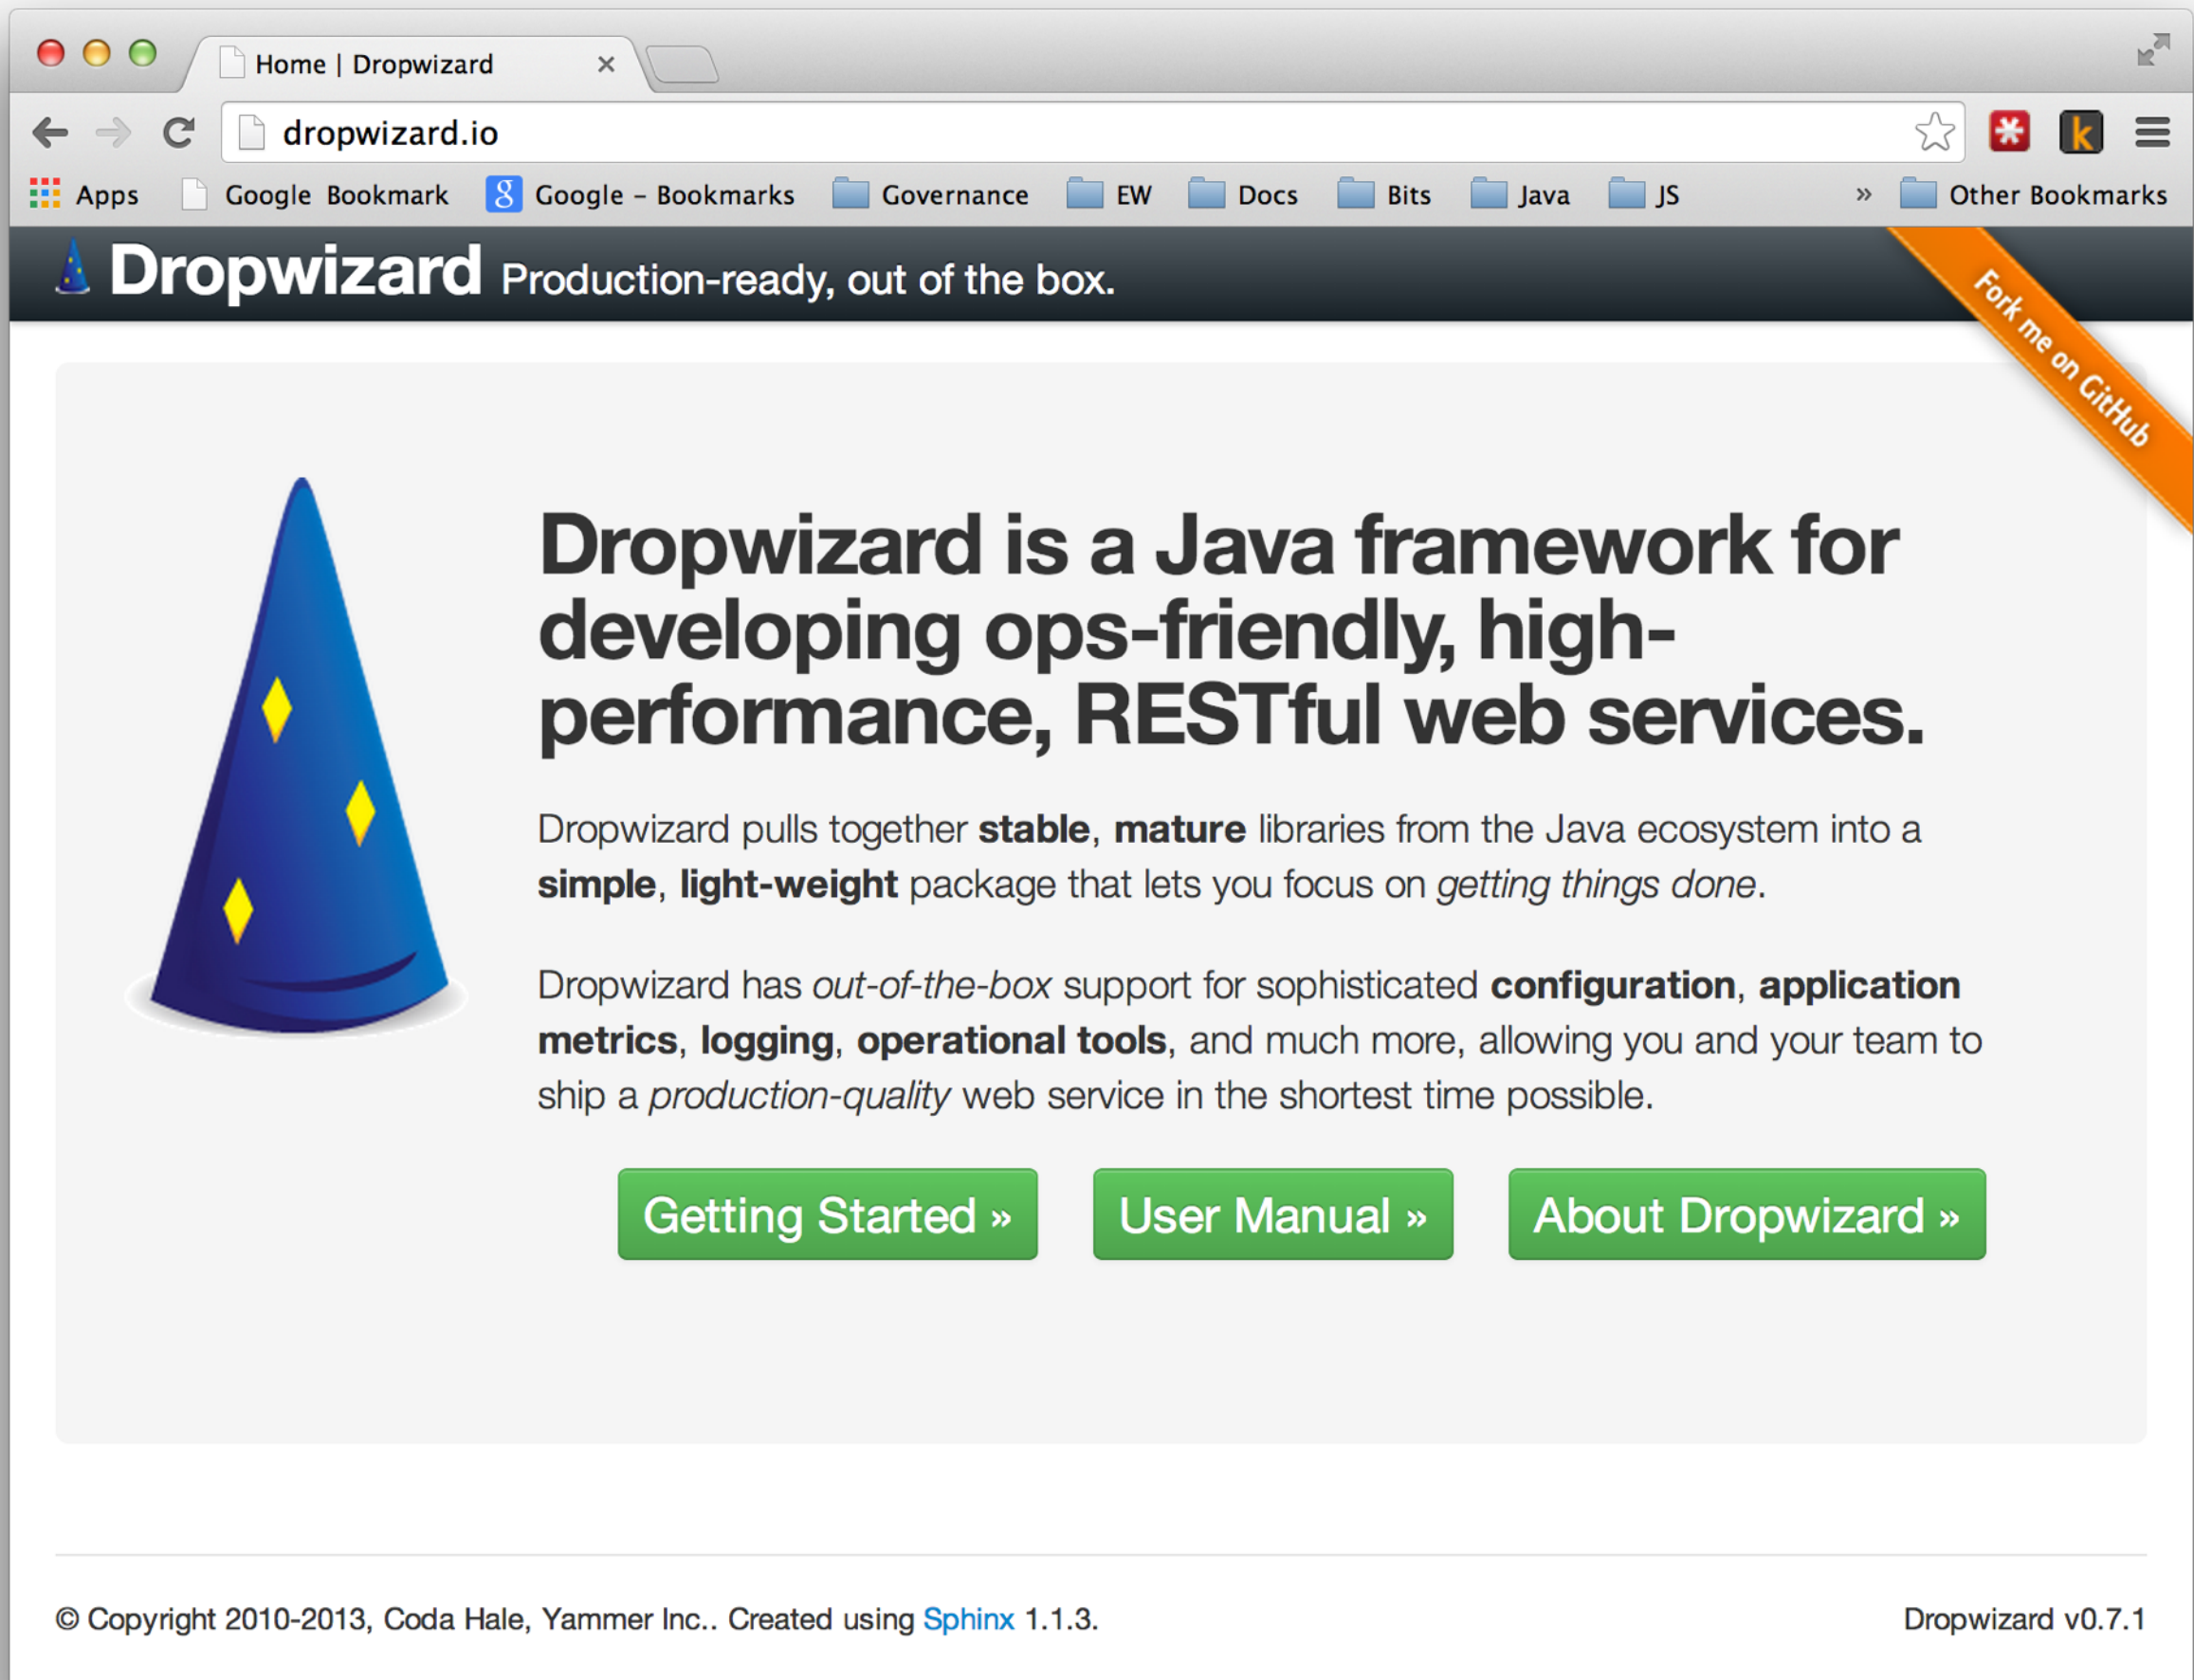 Home | Dropwizard
dropwizard.io
k
Apps Google Bookmark g Google – Bookmarks Governance EW Docs Bits Java JS » Other Bookmarks
Dropwizard Production-ready, out of the box.
Fork me on GitHub
Dropwizard is a Java framework for
developing ops-friendly, high-
performance, RESTful web services.
Dropwizard pulls together stable, mature libraries from the Java ecosystem into a
simple, light-weight package that lets you focus on getting things done.
Dropwizard has out-of-the-box support for sophisticated configuration, application
metrics, logging, operational tools, and much more, allowing you and your team to
ship a production-quality web service in the shortest time possible.
Getting Started » User Manual » About Dropwizard »
© Copyright 2010-2013, Coda Hale, Yammer Inc.. Created using Sphinx 1.1.3. Dropwizard v0.7.1